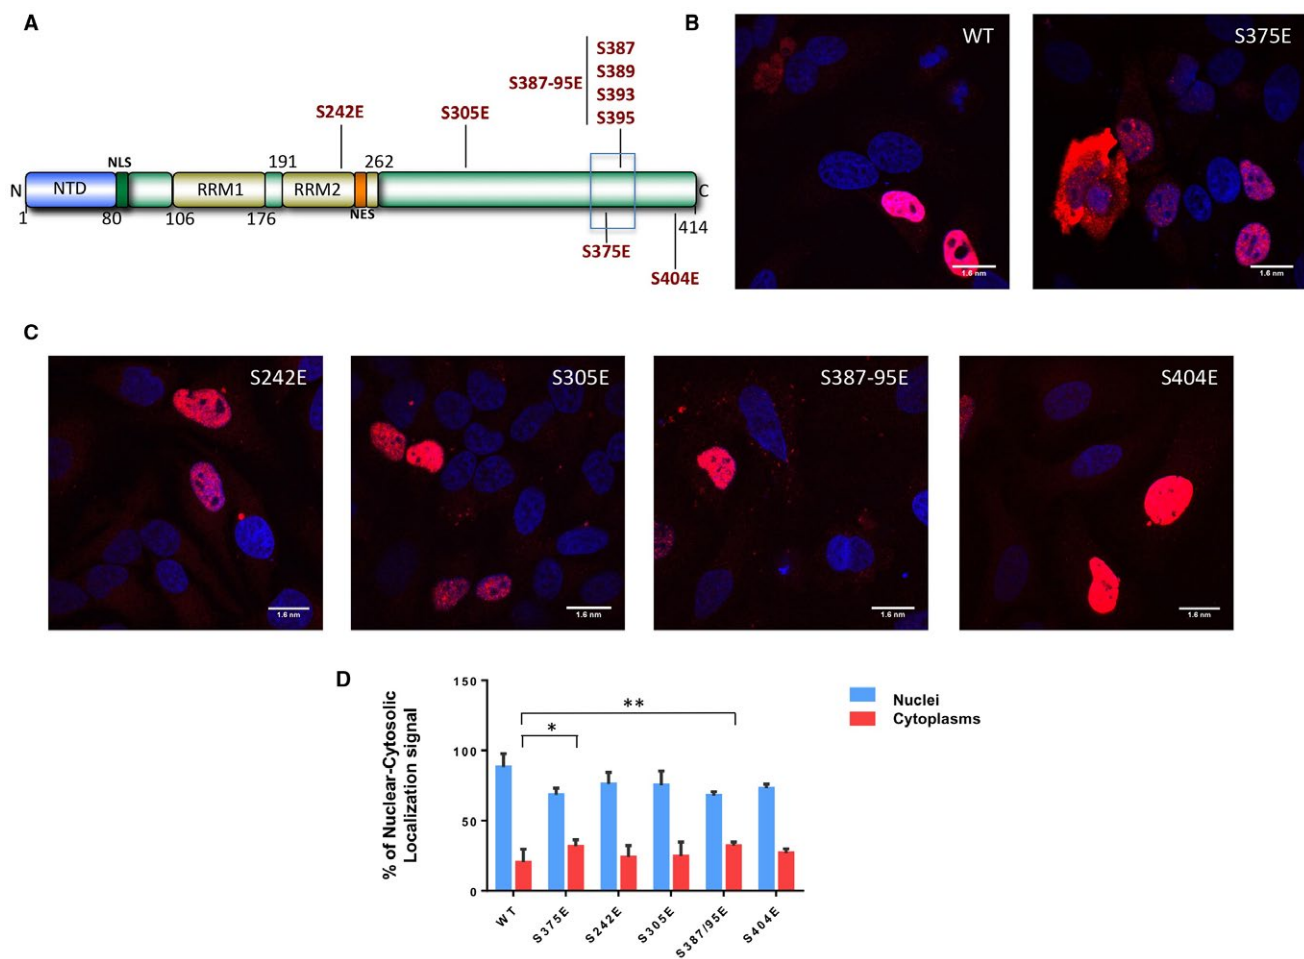 A
S387
S389
S387-95E
S393
S395
S242E
S305E
NLS
191
262
N
NTD
RRM1
RRM2
C
1
80
106
176
NES
414
S375E
S404E
B
WT
1.6 nm
S375E
1.6 nm
C
S242E
1.6 nm
S305E
1.6 nm
S387-95E
1.6 nm
S404E
1.6 nm
D
% of Nuclear-Cytosolic
Localization signal
150
100
50
0
**
*
WT
S375E
S242E
S305E
S387/95E
S404E
Nuclei
Cytoplasms